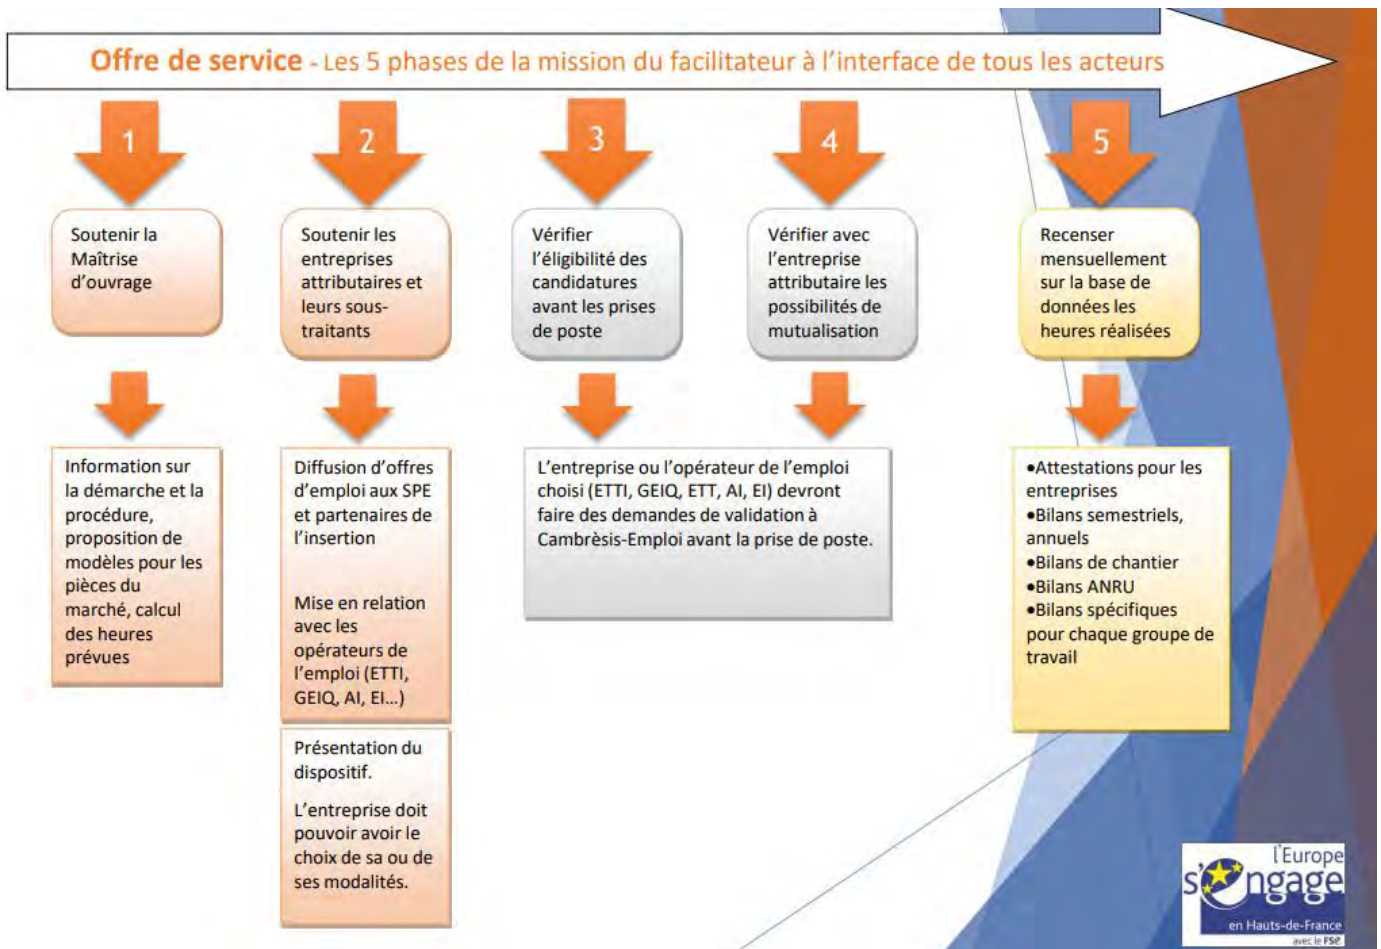 Offre de service - Les 5 phases de la mission du facilitateur à l'interface de tous les acteurs
1
Soutenir la
Maîtrise
d'ouvrage
Information sur
la démarche et la
procédure,
proposition de
modèles pour les
pièces du
marché, calcul
des heures
prévues
2
Soutenir les
entreprises
attributaires et
leurs sous-
traitants
Diffusion d'offres
d'emploi aux SPE
et partenaires de
l'insertion
Mise en relation
avec les
opérateurs de
l'emploi (ETTI,
GEIQ, AI, EI...)
Présentation du
dispositif.
L'entreprise doit
pouvoir avoir le
choix de sa ou de
ses modalités.
3
Vérifier
l'éligibilité des
candidatures
avant les prises
de poste
4
Vérifier avec
l'entreprise
attributaire les
possibilités de
mutualisation
L'entreprise ou l'opérateur de l'emploi
choisi (ETTI, GEIQ, ETT, AI, EI) devront
faire des demandes de validation à
Cambrèsis-Emploi avant la prise de poste.
5
Recenser
mensuellement
sur la base de
données les
heures réalisées
•Attestations pour les
entreprises
•Bilans semestriels,
annuels
•Bilans de chantier
•Bilans ANRU
•Bilans spécifiques
pour chaque groupe de
travail
l'Europe
s'engage
en Hauts-de-France
avec le FSE